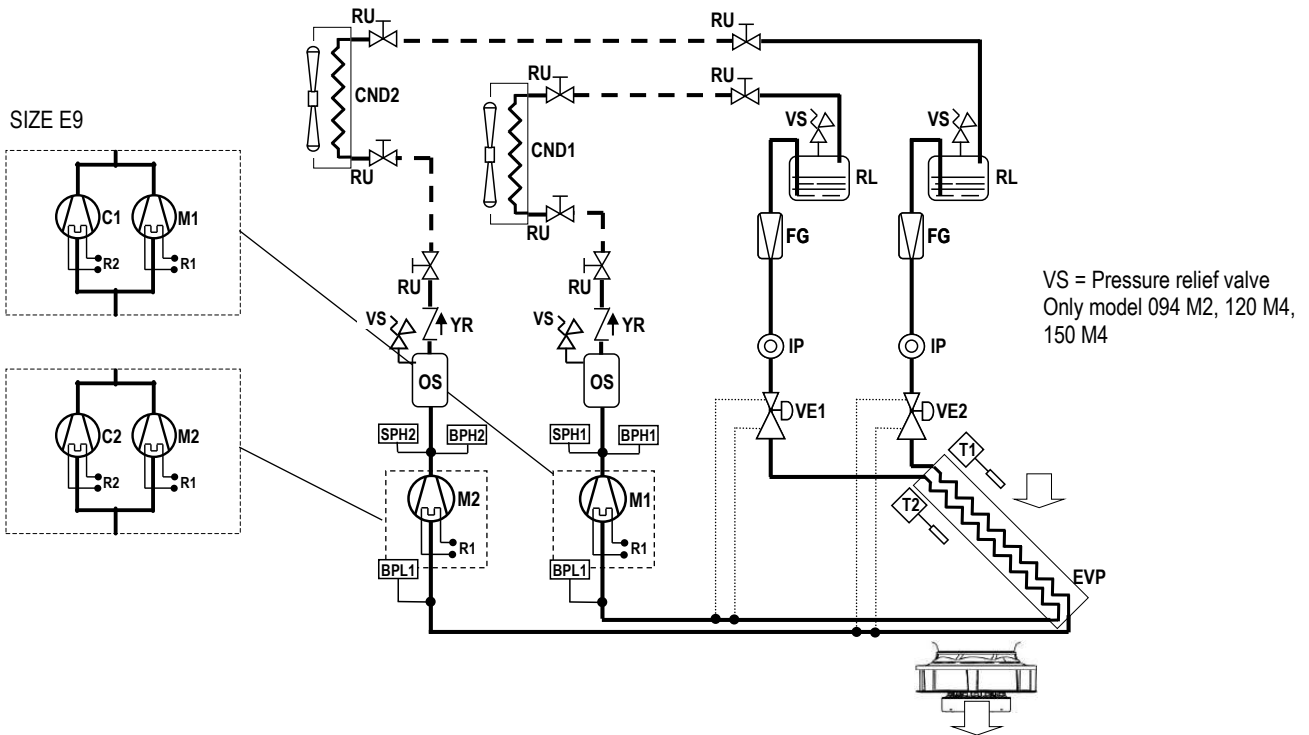 RU
RU
CND2
RU
RU
RU
CND1
RU
VS
VS
RL
RL
SIZE E9
C1
M1
R2
R1
RU
RU
FG
FG
VS = Pressure relief valve
Only model 094 M2, 120 M4,
150 M4
VS
YR
VS
YR
OS
OS
IP
IP
C2
M2
R2
R1
SPH2
BPH2
SPH1
BPH1
VE1
VE2
M2
R1
M1
R1
T1
T2
BPL1
BPL1
EVP